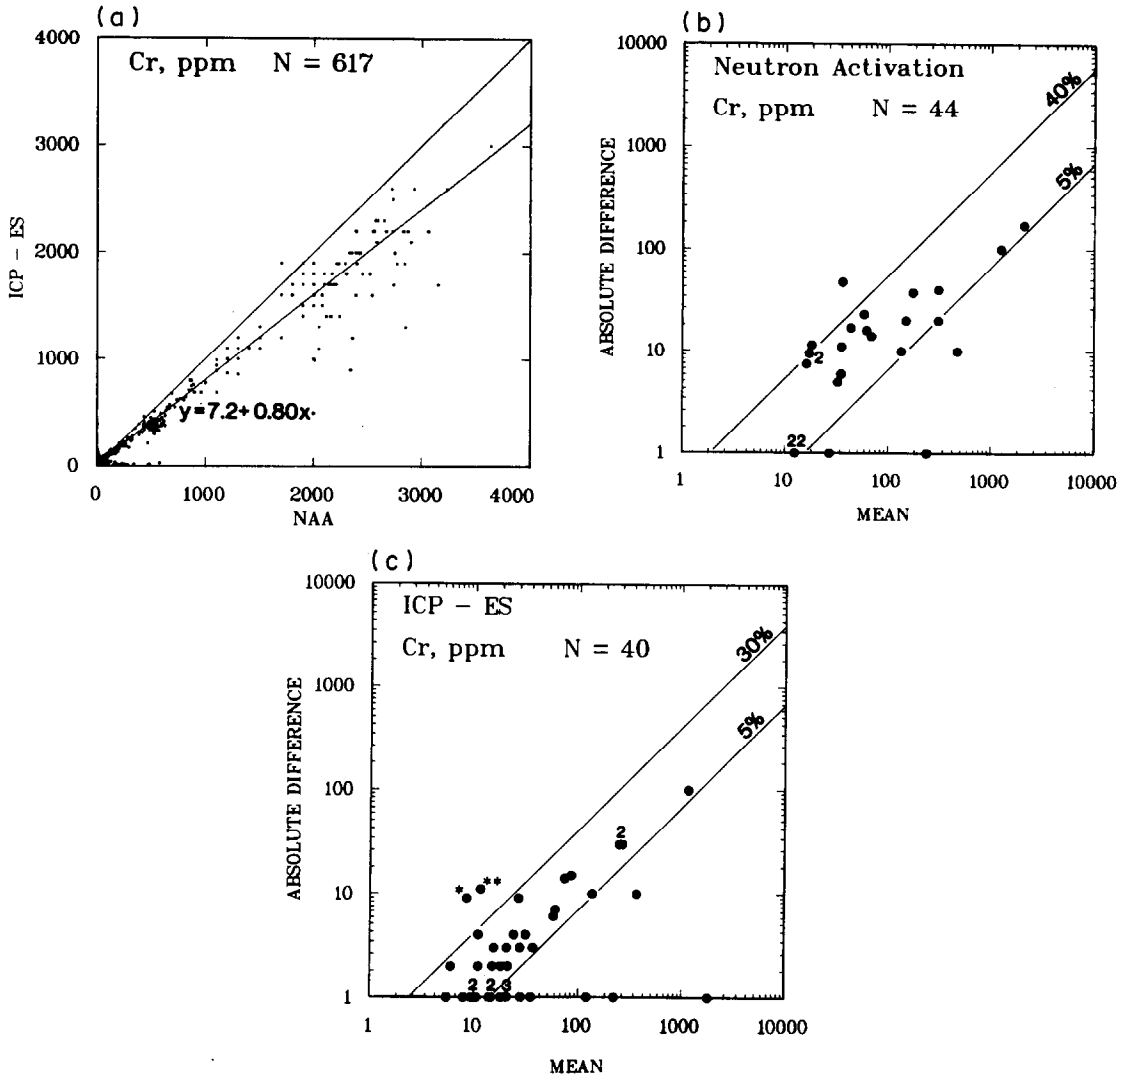 (a)
Cr, ppm N = 617
4000
3000
2000
1000
0
ICP - ES
y=7.2+0.80x
0 1000 2000 3000 4000
NAA
(b)
Neutron Activation
Cr, ppm N = 44
10000
1000
100
10
1
ABSOLUTE DIFFERENCE
40%
5%
2
22
1 10 100 1000 10000
MEAN
(c)
ICP - ES
Cr, ppm N = 40
10000
1000
100
10
1
ABSOLUTE DIFFERENCE
30%
5%
2
*
**
2 2 3
1 10 100 1000 10000
MEAN